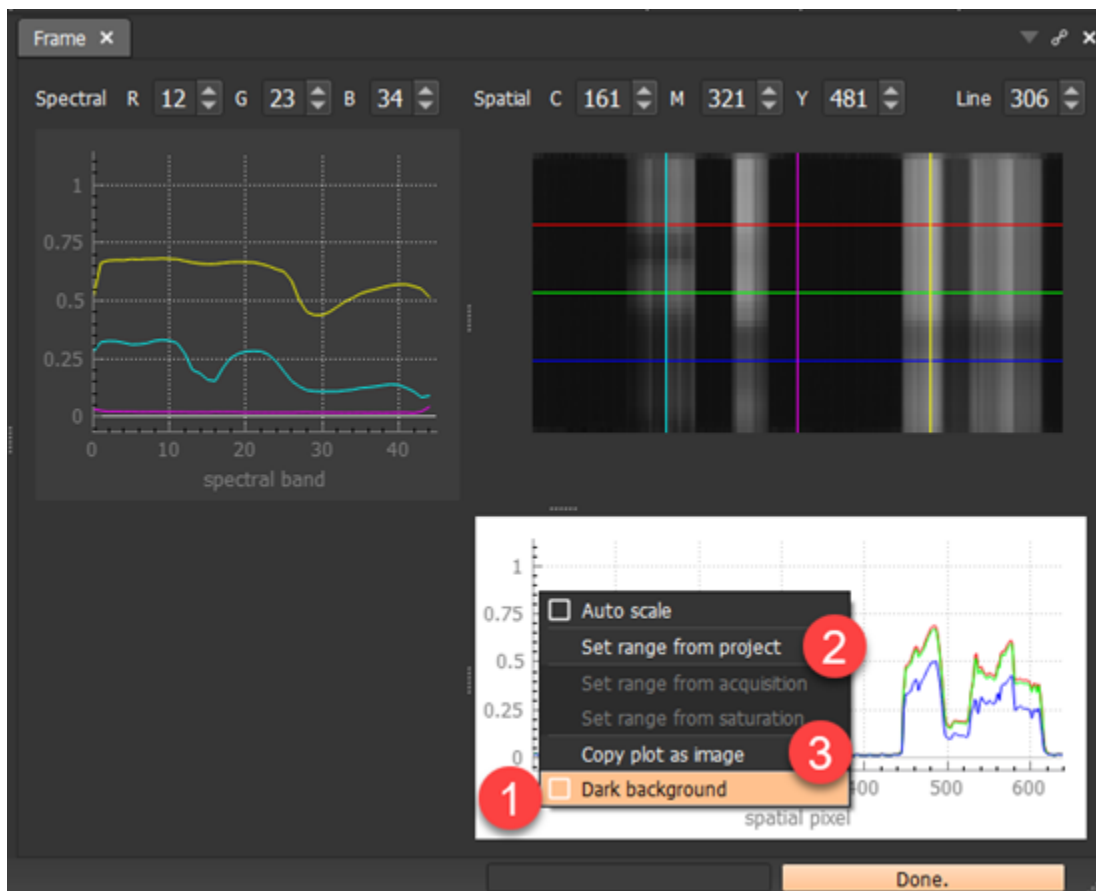 Frame ×
Spectral R 12 G 23 B 34 Spatial C 161 M 321 Y 481 Line 306
1
0.75
0.5
0.25
0
0 10 20 30 40
spectral band
1
0.75
0.5
0.25
0
Auto scale
Set range from project
2
Set range from acquisition
Set range from saturation
Copy plot as image
3
1
Dark background
500 600
spatial pixel
Done.